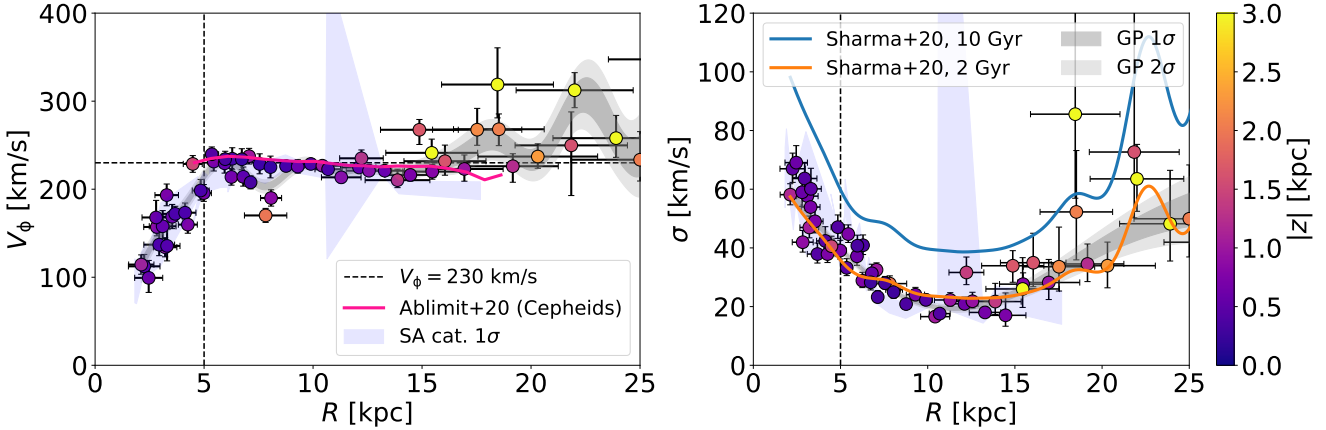 400
300
200
100
0
V_ϕ [km/s]
0
5
10
15
20
25
R [kpc]
V_ϕ = 230 km/s
Ablimit+20 (Cepheids)
SA cat. 1σ
120
100
80
60
40
20
0
σ [km/s]
0
5
10
15
20
25
R [kpc]
Sharma+20, 10 Gyr
Sharma+20, 2 Gyr
GP 1σ
GP 2σ
3.0
2.5
2.0
1.5
1.0
0.5
0.0
|z| [kpc]